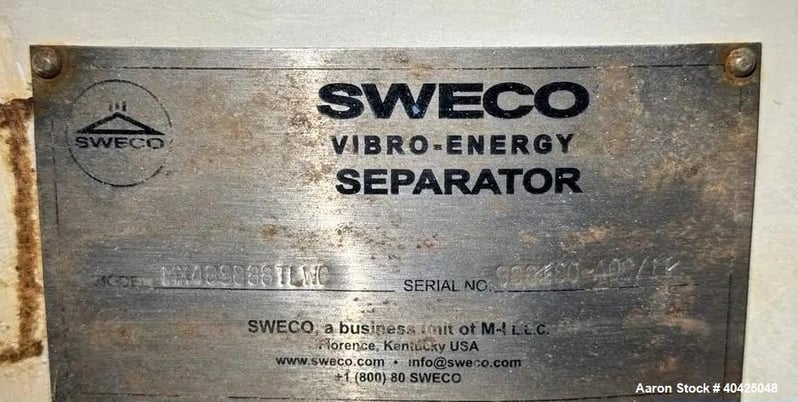 SWECO
SWECO
VIBRO-ENERGY
SEPARATOR
MODEL
SERIAL NO.
SWECO, a business unit of M-I L.L.C.
Florence, Kentucky USA
www.sweco.com • info@sweco.com
+1 (800) 80 SWECO
Aaron Stock # 40425048